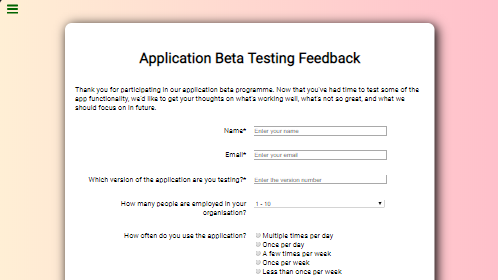 Application Beta Testing Feedback
Thank you for participating in our application beta programme. Now that you've had time to test some of the
app functionality, we'd like to get your thoughts on what's working well, what's not so great, and what we
should focus on in future.
Name*
Enter your name
Email*
Enter your email
Which version of the application are you testing?*
Enter the version number
How many people are employed in your
organisation?
1 - 10
How often do you use the application?
Multiple times per day
Once per day
A few times per week
Once per week
Less than once per week